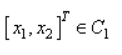 [x₁, x₂]ᵀ ∈ C₁